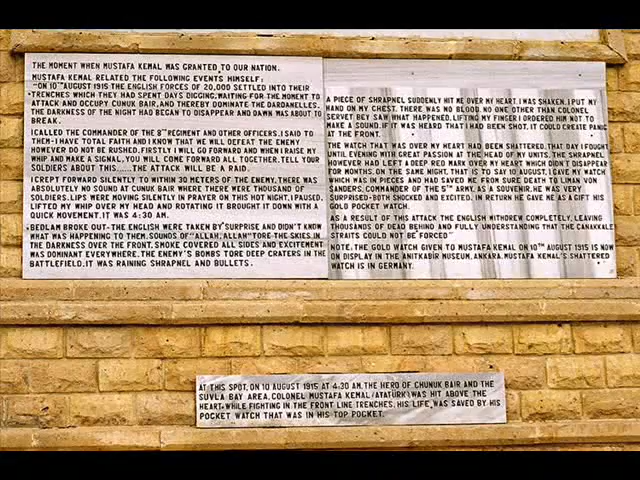 THE MOMENT WHEN MUSTAFA KEMAL WAS GRANTED TO OUR NATION.
MUSTAFA KEMAL RELATED THE FOLLOWING EVENTS HIMSELF:
"ON 10TH AUGUST 1915 THE ENGLISH FORCES OF 20,000 SETTLED INTO THEIR
TRENCHES WHICH THEY HAD SPENT DAYS DIGGING, WAITING FOR THE MOMENT TO
ATTACK AND OCCUPY CUNUK BAIR, AND THEREBY DOMINATE THE DARDANELLES.
THE DARKNESS OF THE NIGHT HAD BEGAN TO DISAPPEAR AND DAWN WAS ABOUT TO
BREAK.
I CALLED THE COMMANDER OF THE 8TH REGIMENT AND OTHER OFFICERS. I SAID TO
THEM-I HAVE TOTAL FAITH AND I KNOW THAT WE WILL DEFEAT THE ENEMY
HOWEVER DO NOT BE RUSHED. FIRSTLY I WILL GO FORWARD AND WHEN I RAISE MY
WHIP AND MAKE A SIGNAL, YOU WILL COME FORWARD ALL TOGETHER. TELL YOUR
SOLDIERS ABOUT THIS.....THE ATTACK WILL BE A RAID.
I CREPT FORWARD SILENTLY TO WITHIN 30 METERS OF THE ENEMY. THERE WAS
ABSOLUTELY NO SOUND AT CUNUK BAIR WHERE THERE WERE THOUSAND OF
SOLDIERS. LIPS WERE MOVING SILENTLY IN PRAYER ON THIS HOT NIGHT. I PAUSED.
LIFTED MY WHIP OVER MY HEAD AND ROTATING IT BROUGHT IT DOWN WITH A
QUICK MOVEMENT. IT WAS 4:30 AM.
BEDLAM BROKE OUT-THE ENGLISH WERE TAKEN BY SURPRISE AND DIDN'T KNOW
WHAT WAS HAPPENING TO THEM. SOUNDS OF "ALLAH, ALLAH" TORE THE SKIES IN
THE DARKNESS OVER THE FRONT. SMOKE COVERED ALL SIDES AND EXCITEMENT
WAS DOMINANT EVERYWHERE. THE ENEMY'S BOMBS TORE DEEP CRATERS IN THE
BATTLEFIELD. IT WAS RAINING SHRAPNEL AND BULLETS.
A PIECE OF SHRAPNEL SUDDENLY HIT ME OVER MY HEART. I WAS SHAKEN. I PUT MY
HAND ON MY CHEST. THERE WAS NO BLOOD. NO ONE OTHER THAN COLONEL
SERVET BEY SAW WHAT HAPPENED. LIFTING MY FINGER I ORDERED HIM NOT TO
MAKE A SOUND. IF IT WAS HEARD THAT I HAD BEEN SHOT, IT COULD CREATE PANIC
AT THE FRONT.
THE WATCH THAT WAS OVER MY HEART HAD BEEN SHATTERED. THAT DAY I FOUGHT
UNTIL EVENING WITH GREAT PASSION AT THE HEAD OF MY UNITS. THE SHRAPNEL
HOWEVER HAD LEFT A DEEP RED MARK OVER MY HEART WHICH DIDN'T DISAPPEAR
FOR MONTHS. ON THE SAME NIGHT, THAT IS TO SAY 10 AUGUST, I GAVE MY WATCH
WHICH WAS IN PIECES AND HAD SAVED ME FROM SURE DEATH TO LIMAN VON
SANDERS, COMMANDER OF THE 5TH ARMY, AS A SOUVENIR. HE WAS VERY
SURPRISED-BOTH SHOCKED AND EXCITED. IN RETURN HE GAVE ME AS A GIFT HIS
GOLD POCKET WATCH.
AS A RESULT OF THIS ATTACK THE ENGLISH WITHDREW COMPLETELY, LEAVING
THOUSANDS OF DEAD BEHIND AND FULLY UNDERSTANDING THAT THE CANAKKALE
STRAITS COULD NOT BE FORCED"
NOTE. THE GOLD WATCH GIVEN TO MUSTAFA KEMAL ON 10TH AUGUST 1915 IS NOW
ON DISPLAY IN THE ANITKABIR MUSEUM, ANKARA. MUSTAFA KEMAL'S SHATTERED
WATCH IS IN GERMANY.
AT THIS SPOT, ON 10 AUGUST 1915 AT 4:30 AM. THE HERO OF CHUNUK BAIR AND THE
SUVLA BAY AREA, COLONEL MUSTAFA KEMAL (ATATÜRK) WAS HIT ABOVE THE
HEART WHILE FIGHTING IN THE FRONT LINE TRENCHES. HIS LIFE WAS SAVED BY HIS
POCKET WATCH THAT WAS IN HIS TOP POCKET.